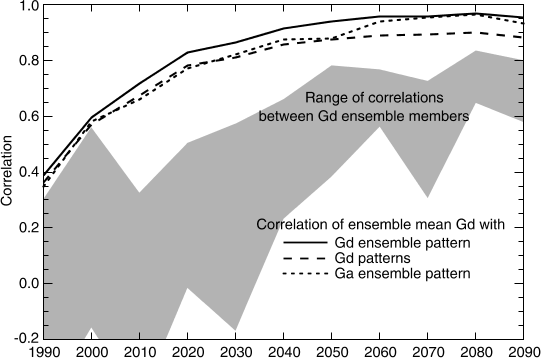 1.0
0.8
0.6
0.4
0.2
0.0
-0.2
Correlation
Range of correlations
between Gd ensemble members
Correlation of ensemble mean Gd with
Gd ensemble pattern
Gd patterns
Ga ensemble pattern
1990 2000 2010 2020 2030 2040 2050 2060 2070 2080 2090